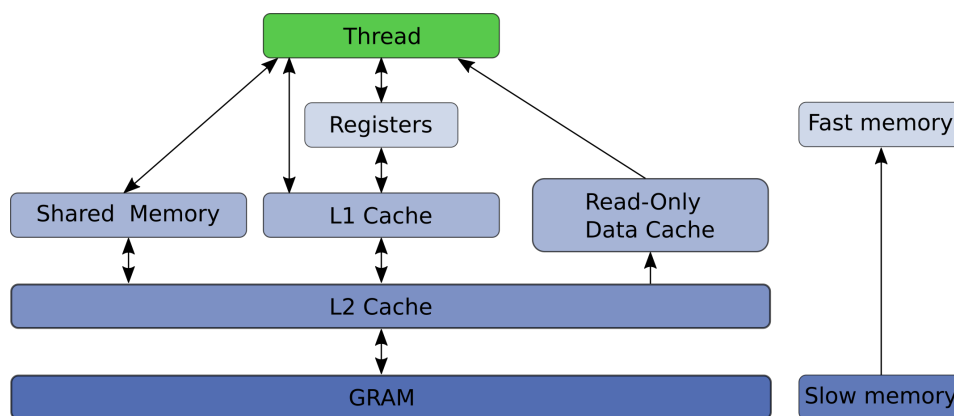 Thread
Registers
Fast memory
Shared Memory
L1 Cache
Read-Only
Data Cache
L2 Cache
GRAM
Slow memory